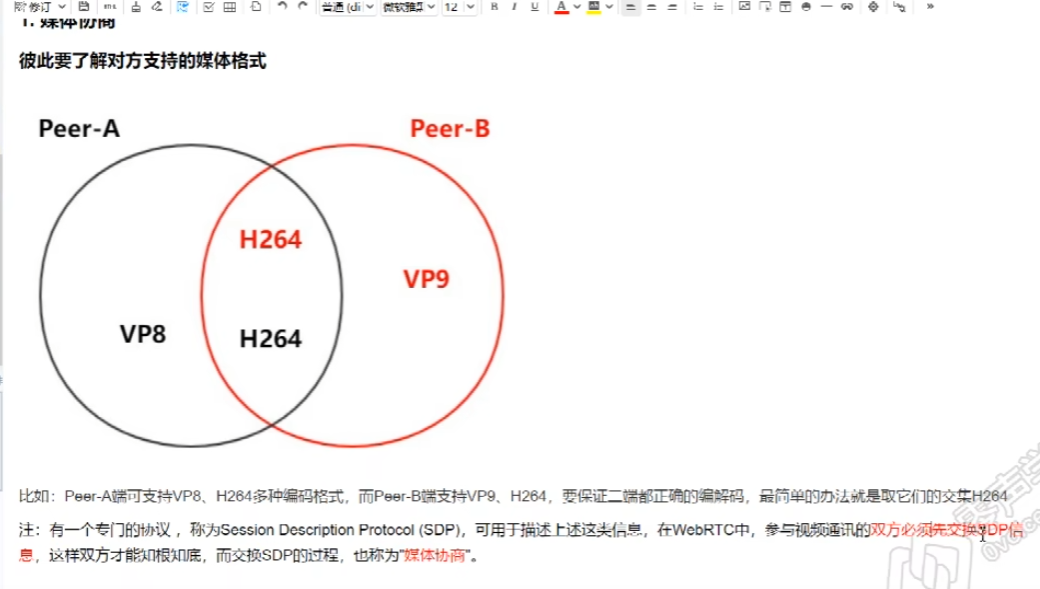 修订 普通 (di 微软雅黑 12 B I U A
1. 媒体协商
彼此要了解对方支持的媒体格式
Peer-A Peer-B
H264
VP9
VP8 H264
比如：Peer-A端可支持VP8、H264多种编码格式，而Peer-B端支持VP9、H264，要保证二端都正确的编解码，最简单的办法就是取它们的交集H264
注：有一个专门的协议 ，称为Session Description Protocol (SDP)，可用于描述上述这类信息，在WebRTC中，参与视频通讯的双方必须先交换SDP信
息，这样双方才能知根知底，而交换SDP的过程，也称为"媒体协商"。